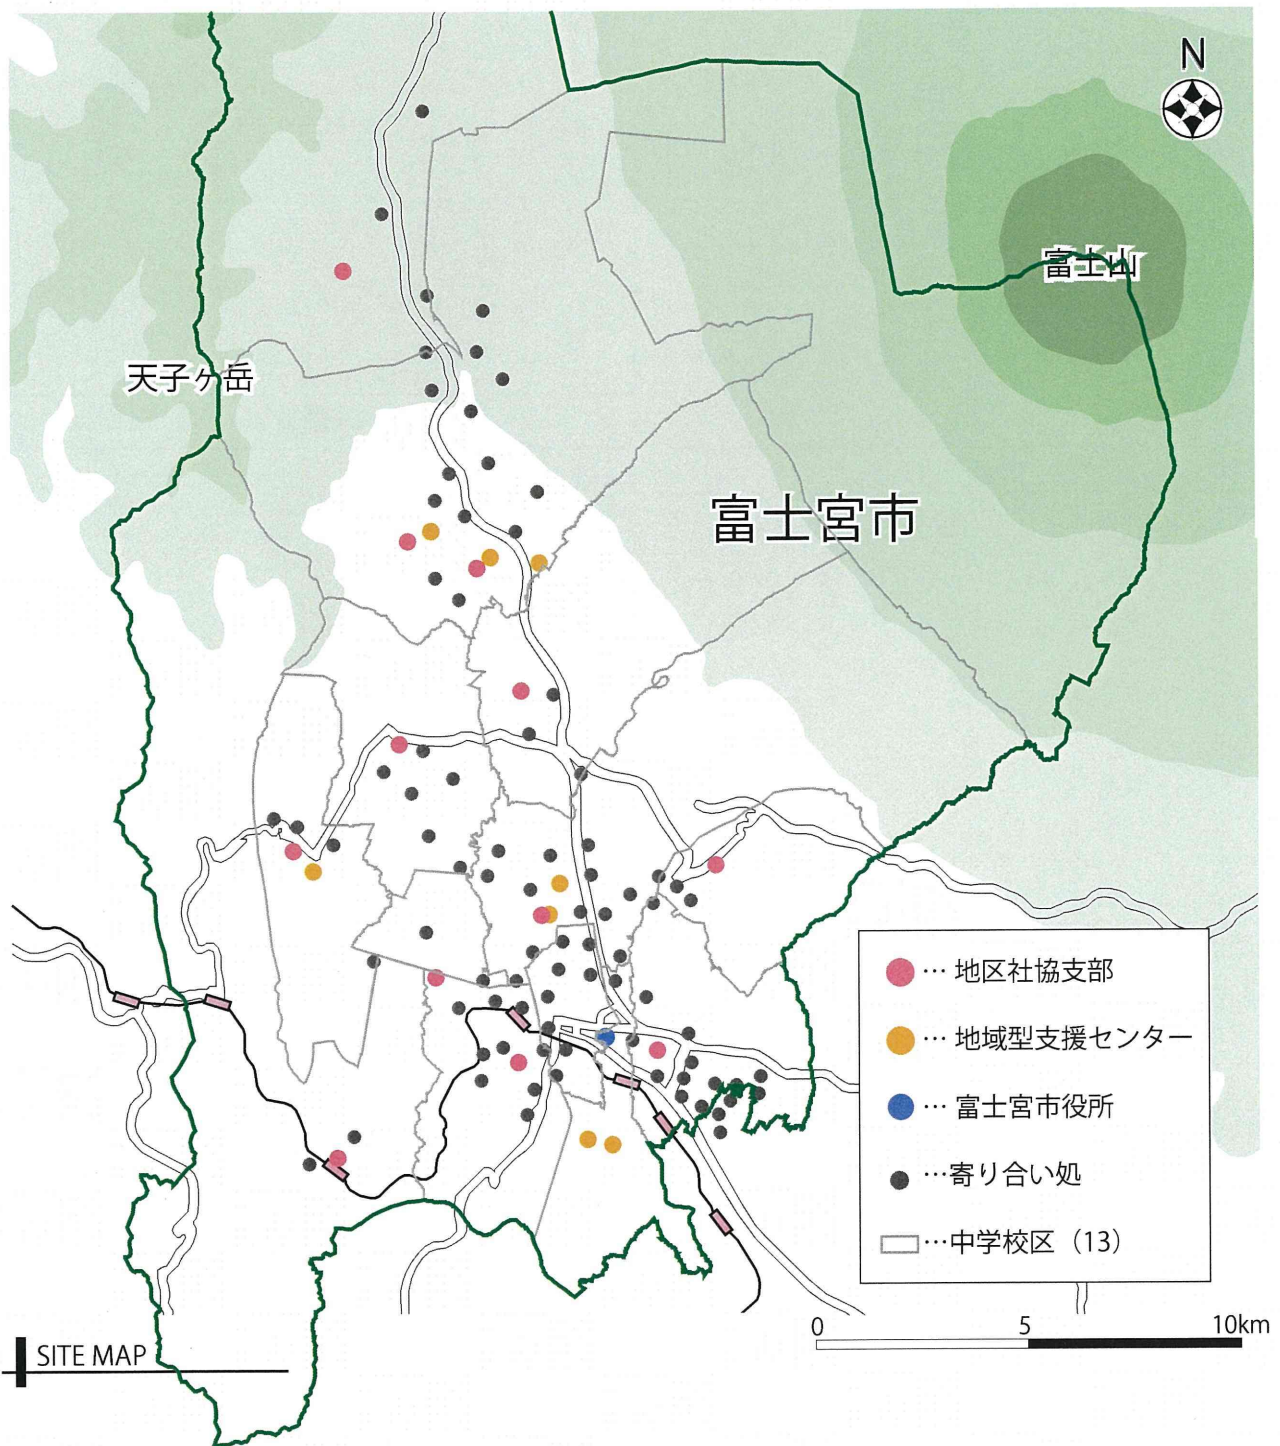 N
富士山
天子ヶ岳
富士宮市
… 地区社協支部
… 地域型支援センター
… 富士宮市役所
…寄り合い処
…中学校区（13）
0 5 10km
SITE MAP